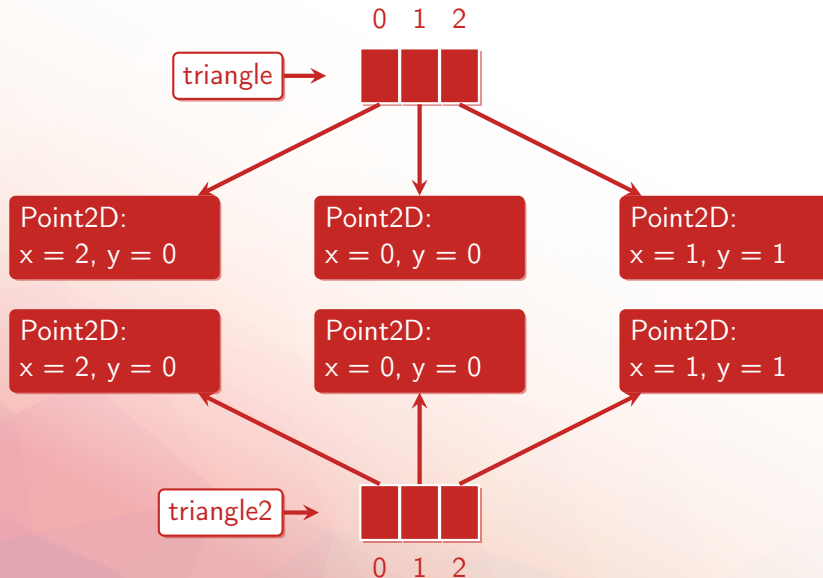 0 1 2
triangle
Point2D:
x = 2, y = 0
Point2D:
x = 0, y = 0
Point2D:
x = 1, y = 1
Point2D:
x = 2, y = 0
Point2D:
x = 0, y = 0
Point2D:
x = 1, y = 1
triangle2
0 1 2